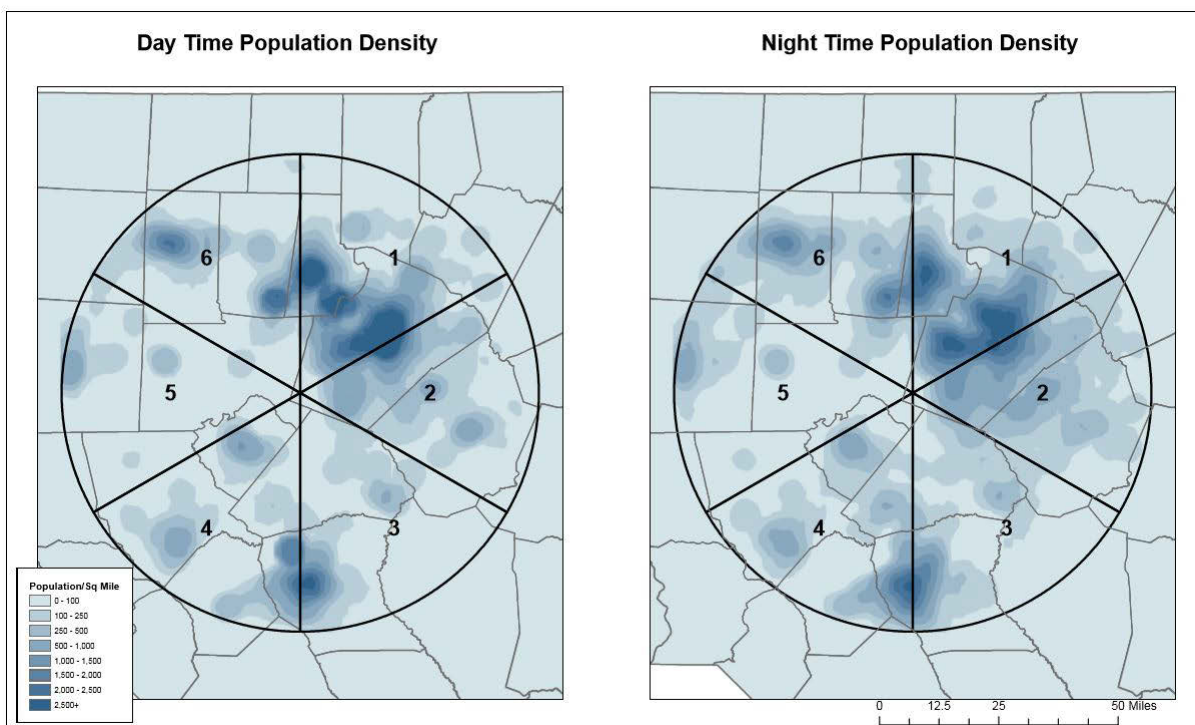 Day Time Population Density
Night Time Population Density
6
1
5
2
4
3
6
1
5
2
4
3
Population/Sq Mile
0 - 100
100 - 250
250 - 500
500 - 1,000
1,000 - 1,500
1,500 - 2,000
2,000 - 2,500
2,500+
0 12.5 25 50 Miles